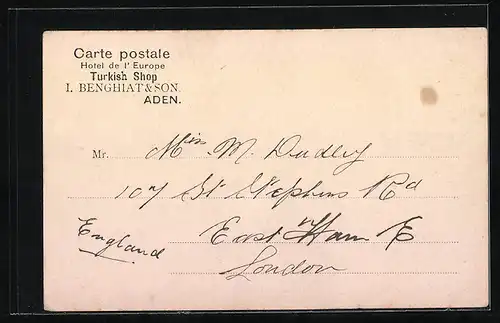 Carte postale
Hotel de l'Europe
Turkish Shop
I. BENGHIAT & SON.
ADEN.
Mr. Miss M. Dudley
107 St Stephens Rd
East Ham E
England
London